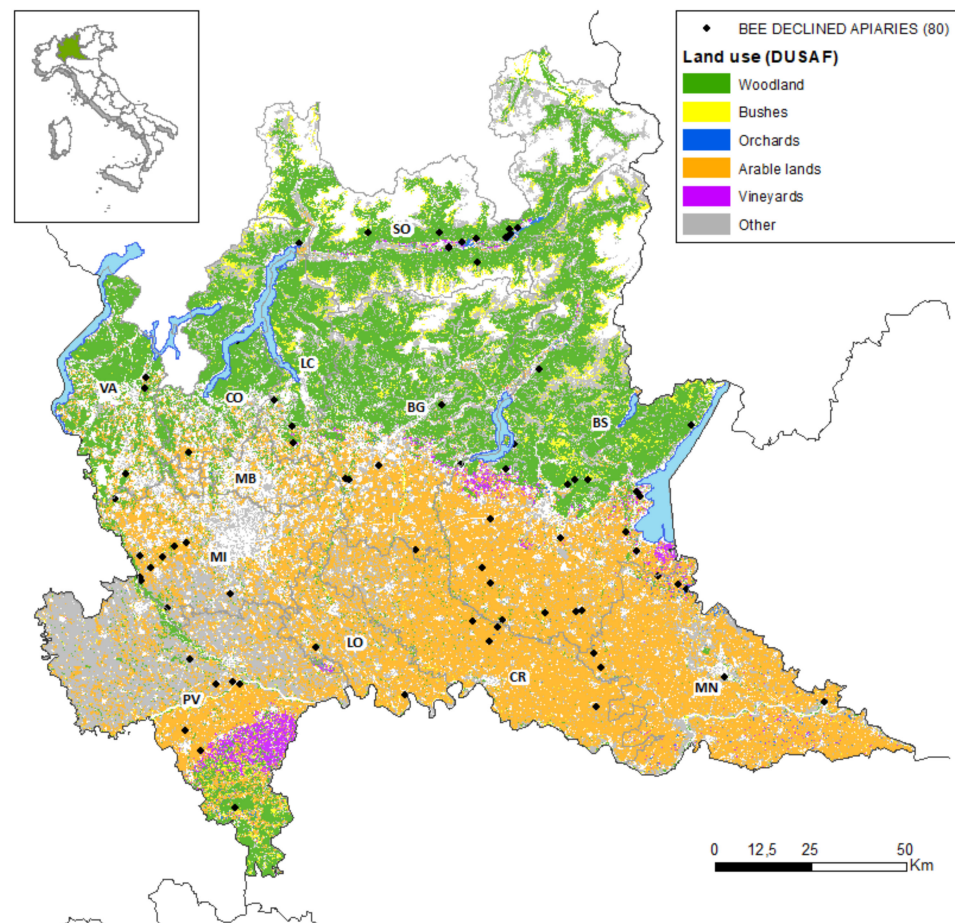 BEE DECLINED APIARIES (80)
Land use (DUSAF)
Woodland
Bushes
Orchards
Arable lands
Vineyards
Other
SO
VA
CO
LC
BG
BS
MB
MI
LO
PV
CR
MN
0 12,5 25 50
Km